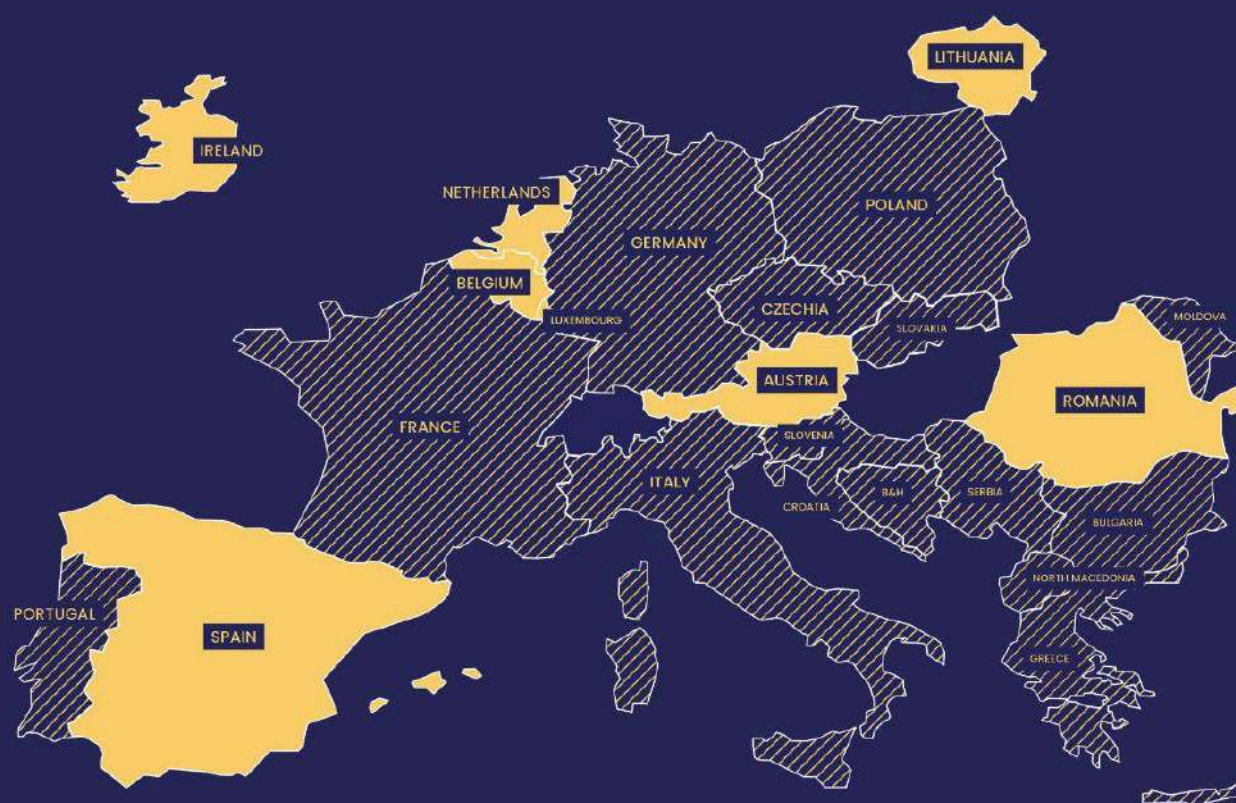 LITHUANIA
IRELAND
NETHERLANDS
POLAND
GERMANY
BELGIUM
CZECHIA
LUXEMBOURG
SLOVAKIA
MOLDOVA
AUSTRIA
ROMANIA
FRANCE
SLOVENIA
ITALY
B&H
SERBIA
CROATIA
BULGARIA
NORTH MACEDONIA
PORTUGAL
SPAIN
GREECE